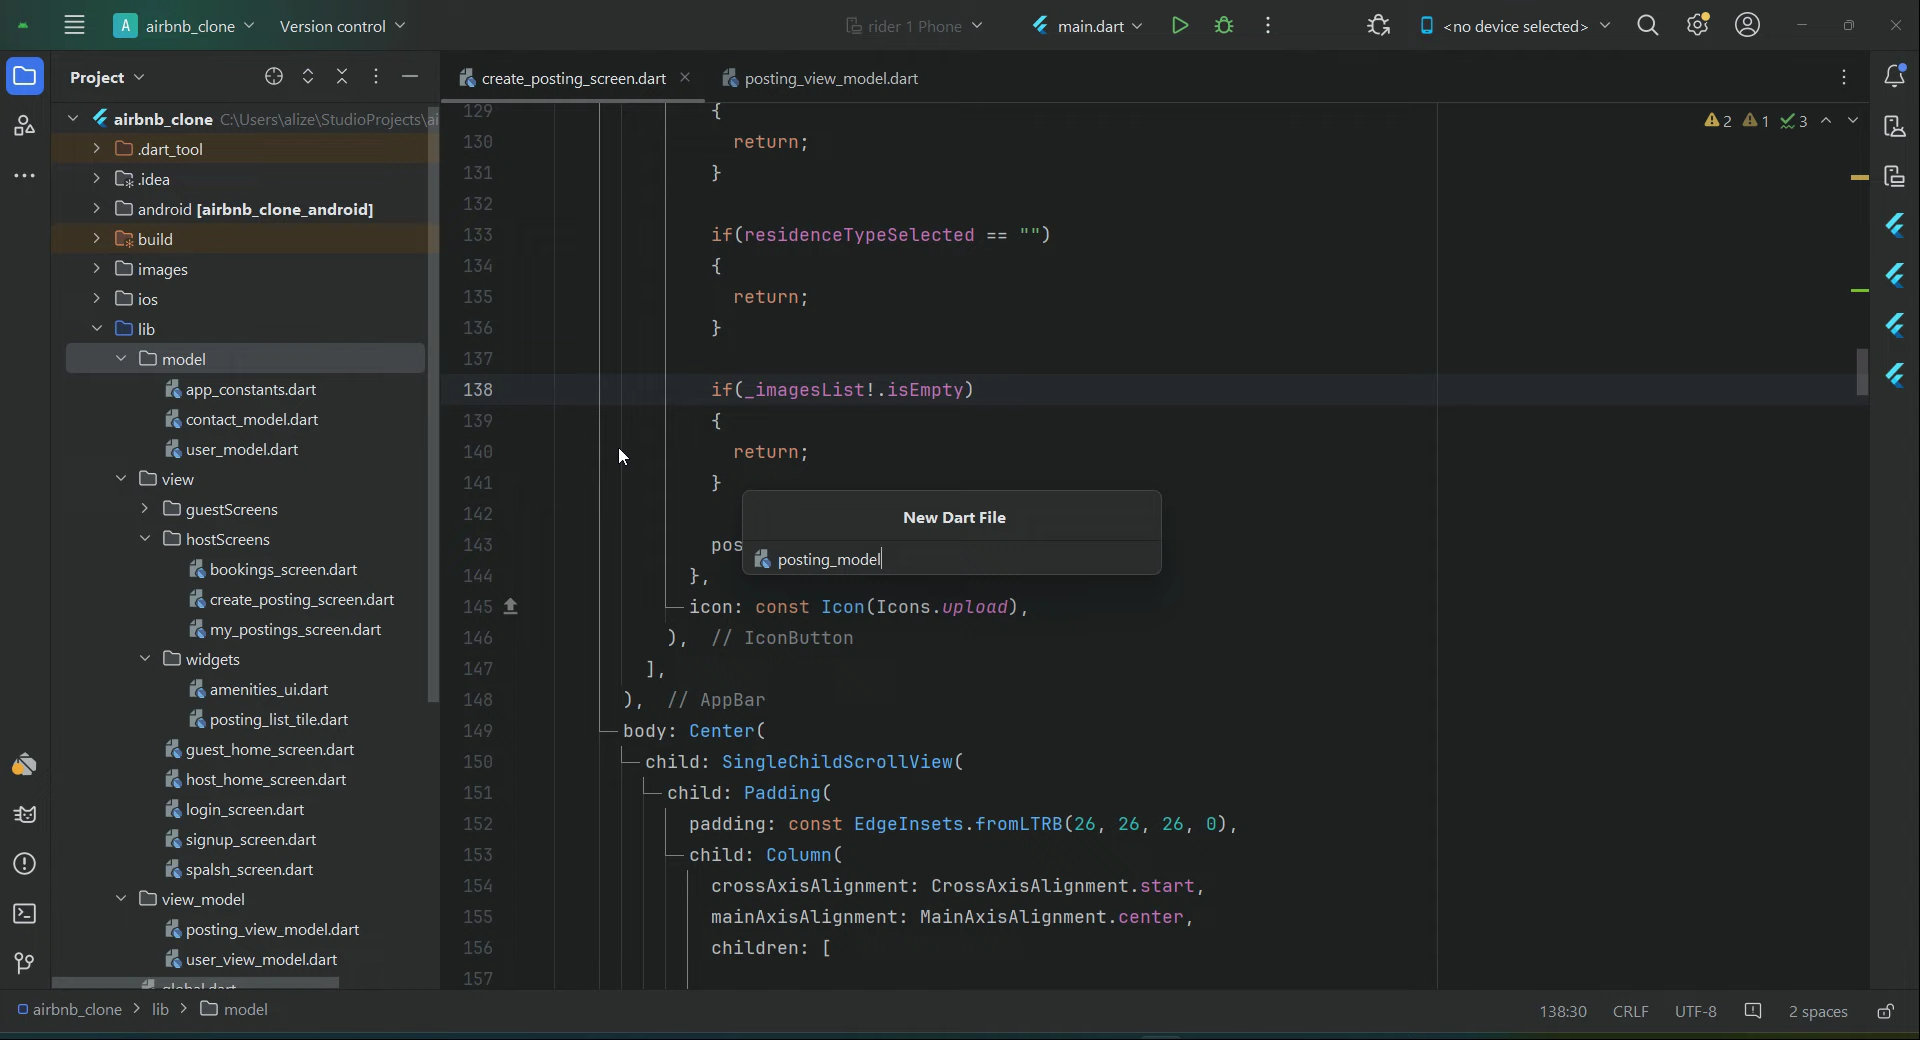 A airbnb_clone Version control rider 1 Phone main.dart <no device selected>
Project
create_posting_screen.dart posting_view_model.dart
airbnb_clone C:\Users\alize\StudioProjects\ai
.dart_tool
.idea
android [airbnb_clone_android]
build
images
ios
lib
model
app_constants.dart
contact_model.dart
user_model.dart
view
guestScreens
hostScreens
bookings_screen.dart
create_posting_screen.dart
my_postings_screen.dart
widgets
amenities_ui.dart
posting_list_tile.dart
guest_home_screen.dart
host_home_screen.dart
login_screen.dart
signup_screen.dart
spalsh_screen.dart
view_model
posting_view_model.dart
user_view_model.dart
global.dart
2 1 3
129 {
130 return;
131 }
132
133 if(residenceTypeSelected == "")
134 {
135 return;
136 }
137
138 if(_imagesList!.isEmpty)
139 {
140 return;
141 }
142
143 pos
144 },
145 icon: const Icon(Icons.upload),
146 ), // IconButton
147 ],
148 ), // AppBar
149 body: Center(
150 child: SingleChildScrollView(
151 child: Padding(
152 padding: const EdgeInsets.fromLTRB(26, 26, 26, 0),
153 child: Column(
154 crossAxisAlignment: CrossAxisAlignment.start,
155 mainAxisAlignment: MainAxisAlignment.center,
156 children: [
157
New Dart File
posting_model
airbnb_clone > lib > model
138:30 CRLF UTF-8 2 spaces